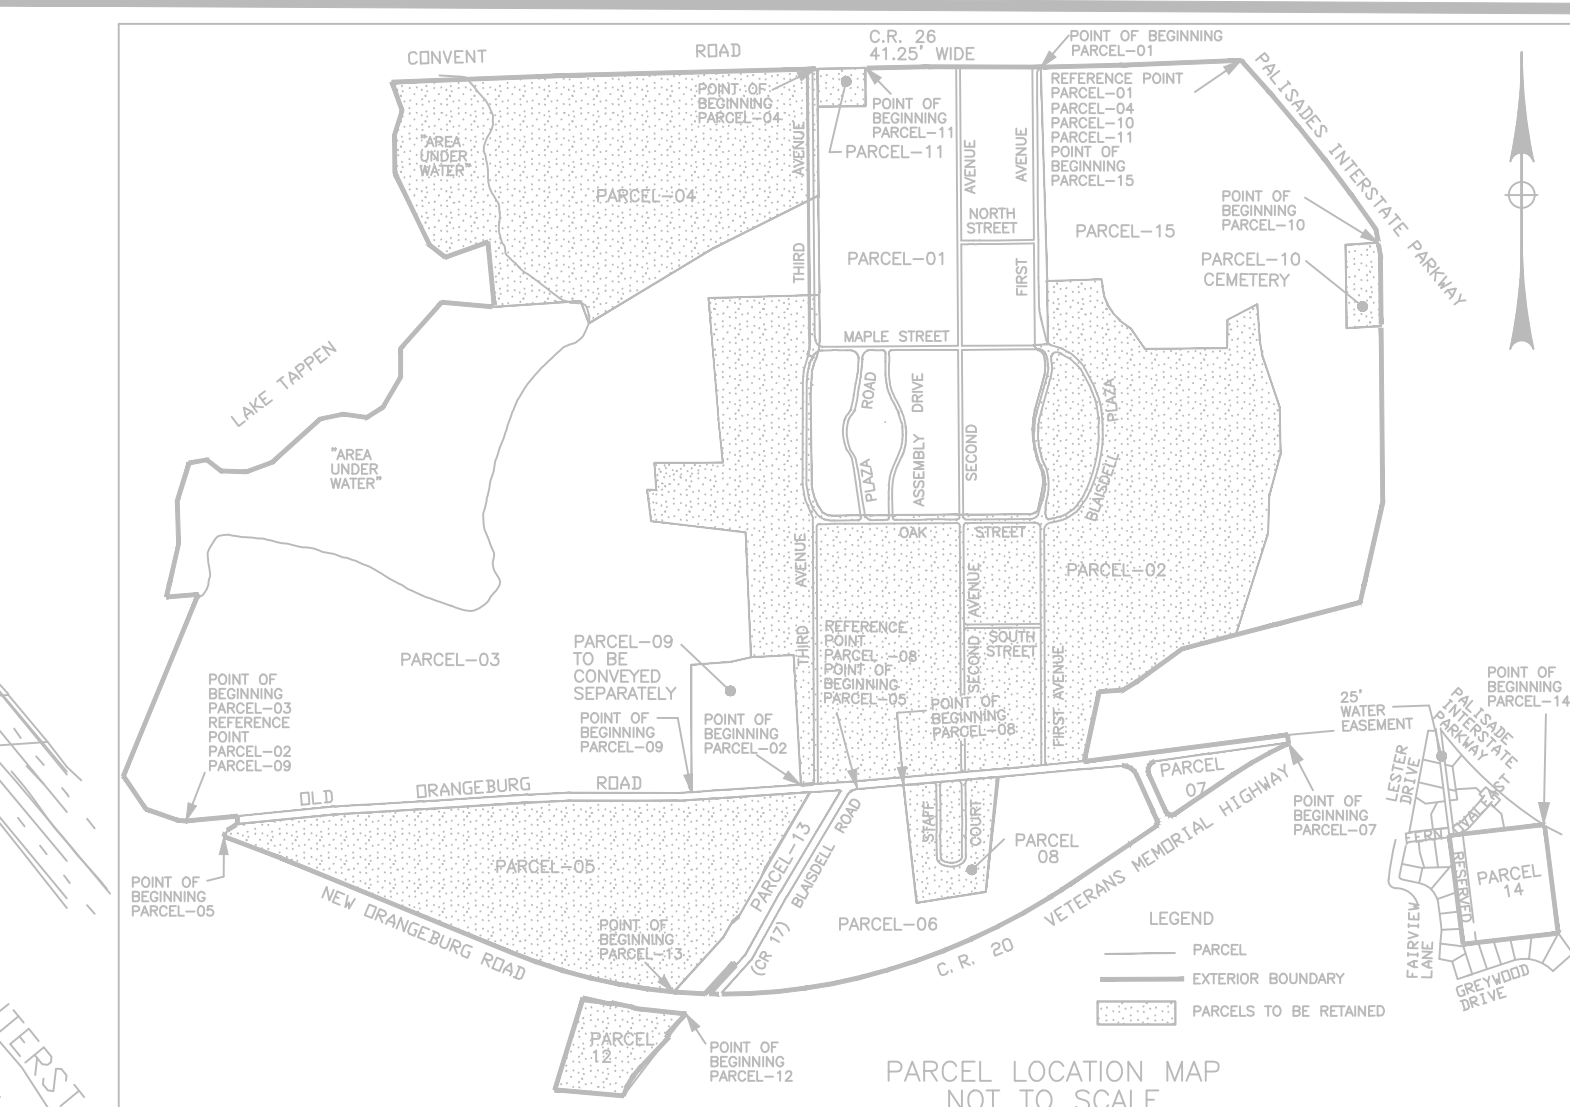 CONVENT
ROAD
C.R. 26
41.25' WIDE
POINT OF BEGINNING
PARCEL-01
PALISADES INTERSTATE PARKWAY
REFERENCE POINT
PARCEL-01
PARCEL-04
PARCEL-10
PARCEL-11
POINT OF
BEGINNING
PARCEL-15
POINT OF
BEGINNING
PARCEL-04
POINT OF
BEGINNING
PARCEL-11
PARCEL-11
"AREA
UNDER
WATER"
PARCEL-04
AVENUE
THIRD
AVENUE
AVENUE
NORTH
STREET
FIRST
PARCEL-01
PARCEL-15
POINT OF
BEGINNING
PARCEL-10
PARCEL-10
CEMETERY
MAPLE STREET
LAKE TAPPEN
"AREA
UNDER
WATER"
ROAD
PLAZA
DRIVE
ASSEMBLY
SECOND
PLAZA
BLAISDELL
OAK
STREET
AVENUE
THIRD
AVENUE
SECOND
PARCEL-02
SOUTH
STREET
FIRST AVENUE
REFERENCE
POINT
PARCEL -08
POINT OF
BEGINNING
PARCEL-05
PARCEL-03
PARCEL-09
TO BE
CONVEYED
SEPARATELY
POINT OF
BEGINNING
PARCEL-09
POINT OF
BEGINNING
PARCEL-02
POINT OF
BEGINNING
PARCEL-08
POINT OF
BEGINNING
PARCEL-03
REFERENCE
POINT
PARCEL-02
PARCEL-09
OLD
ORANGEBURG
ROAD
25'
WATER
EASEMENT
PALISADE
INTERSTATE
PARKWAY
POINT OF
BEGINNING
PARCEL-14
LESTER
DRIVE
FERN
RESERVED
PARCEL
14
FAIRVIEW
LANE
GREYWOOD
DRIVE
PARCEL
07
POINT OF
BEGINNING
PARCEL-07
STAFF
COURT
PARCEL
08
PARCEL-05
PARCEL-13
BLAISDELL ROAD
(CR 17)
PARCEL-06
C. R. 20 VETERANS MEMORIAL HIGHWAY
POINT OF
BEGINNING
PARCEL-05
NEW ORANGEBURG ROAD
POINT OF
BEGINNING
PARCEL-13
LEGEND
PARCEL
EXTERIOR BOUNDARY
PARCELS TO BE RETAINED
PARCEL
12
POINT OF
BEGINNING
PARCEL-12
PARCEL LOCATION MAP
NOT TO SCALE